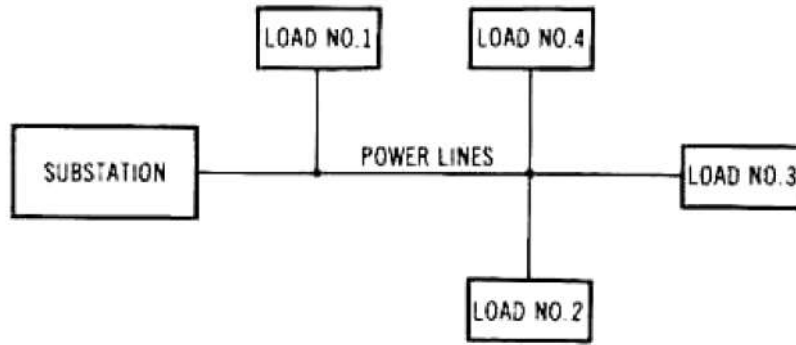 LOAD NO.1
LOAD NO.4
SUBSTATION
POWER LINES
LOAD NO.3
LOAD NO.2